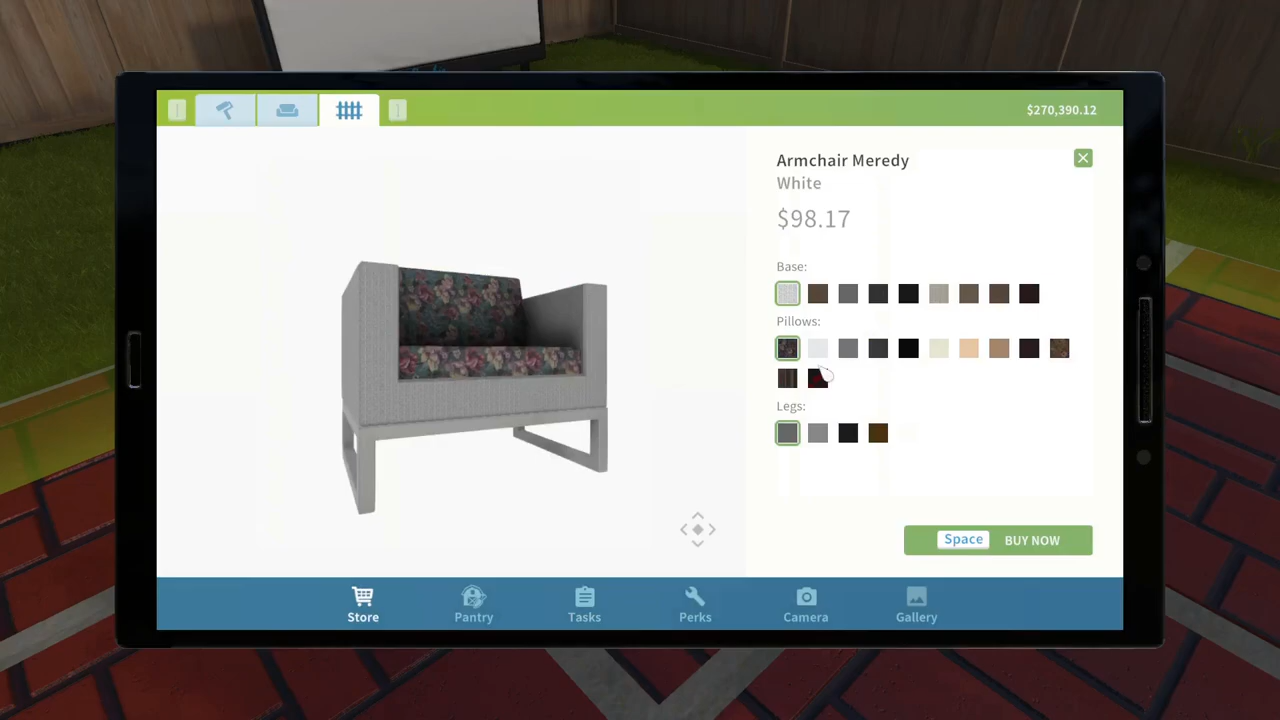 $270,390.12
Armchair Meredy
White
$98.17
Base:
Pillows:
Legs:
Space BUY NOW
Store Pantry Tasks Perks Camera Gallery